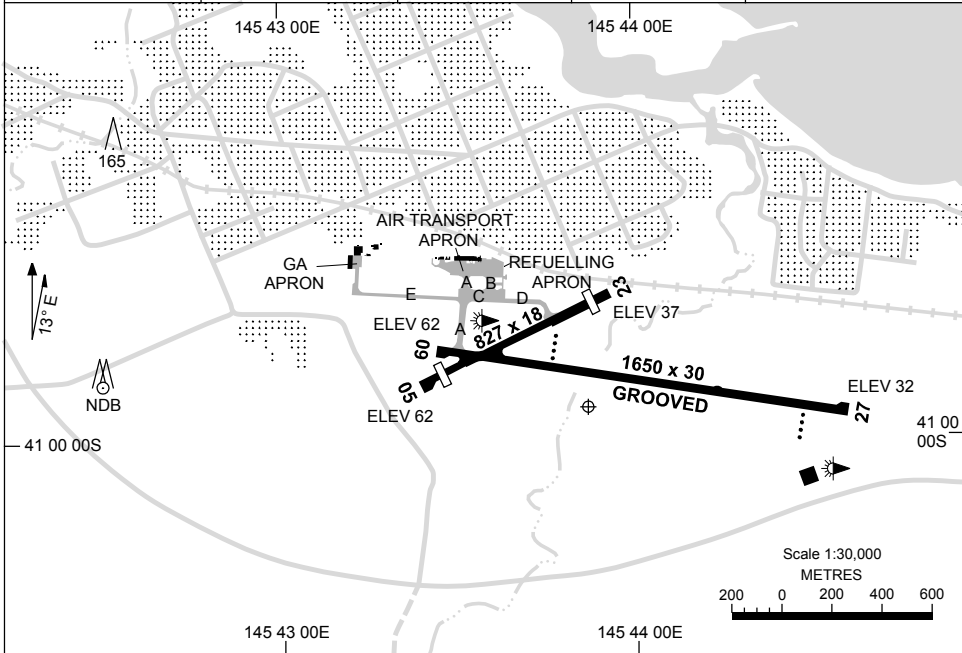 145 43 00E
145 44 00E
165
AIR TRANSPORT
APRON
GA
APRON
REFUELLING
APRON
A
B
C
D
E
A
13° E
23
ELEV 37
ELEV 62
827 x 18
09
1650 x 30
GROOVED
ELEV 32
27
05
ELEV 62
NDB
41 00 00S
41 00
00S
Scale 1:30,000
METRES
200
0
200
400
600
145 43 00E
145 44 00E